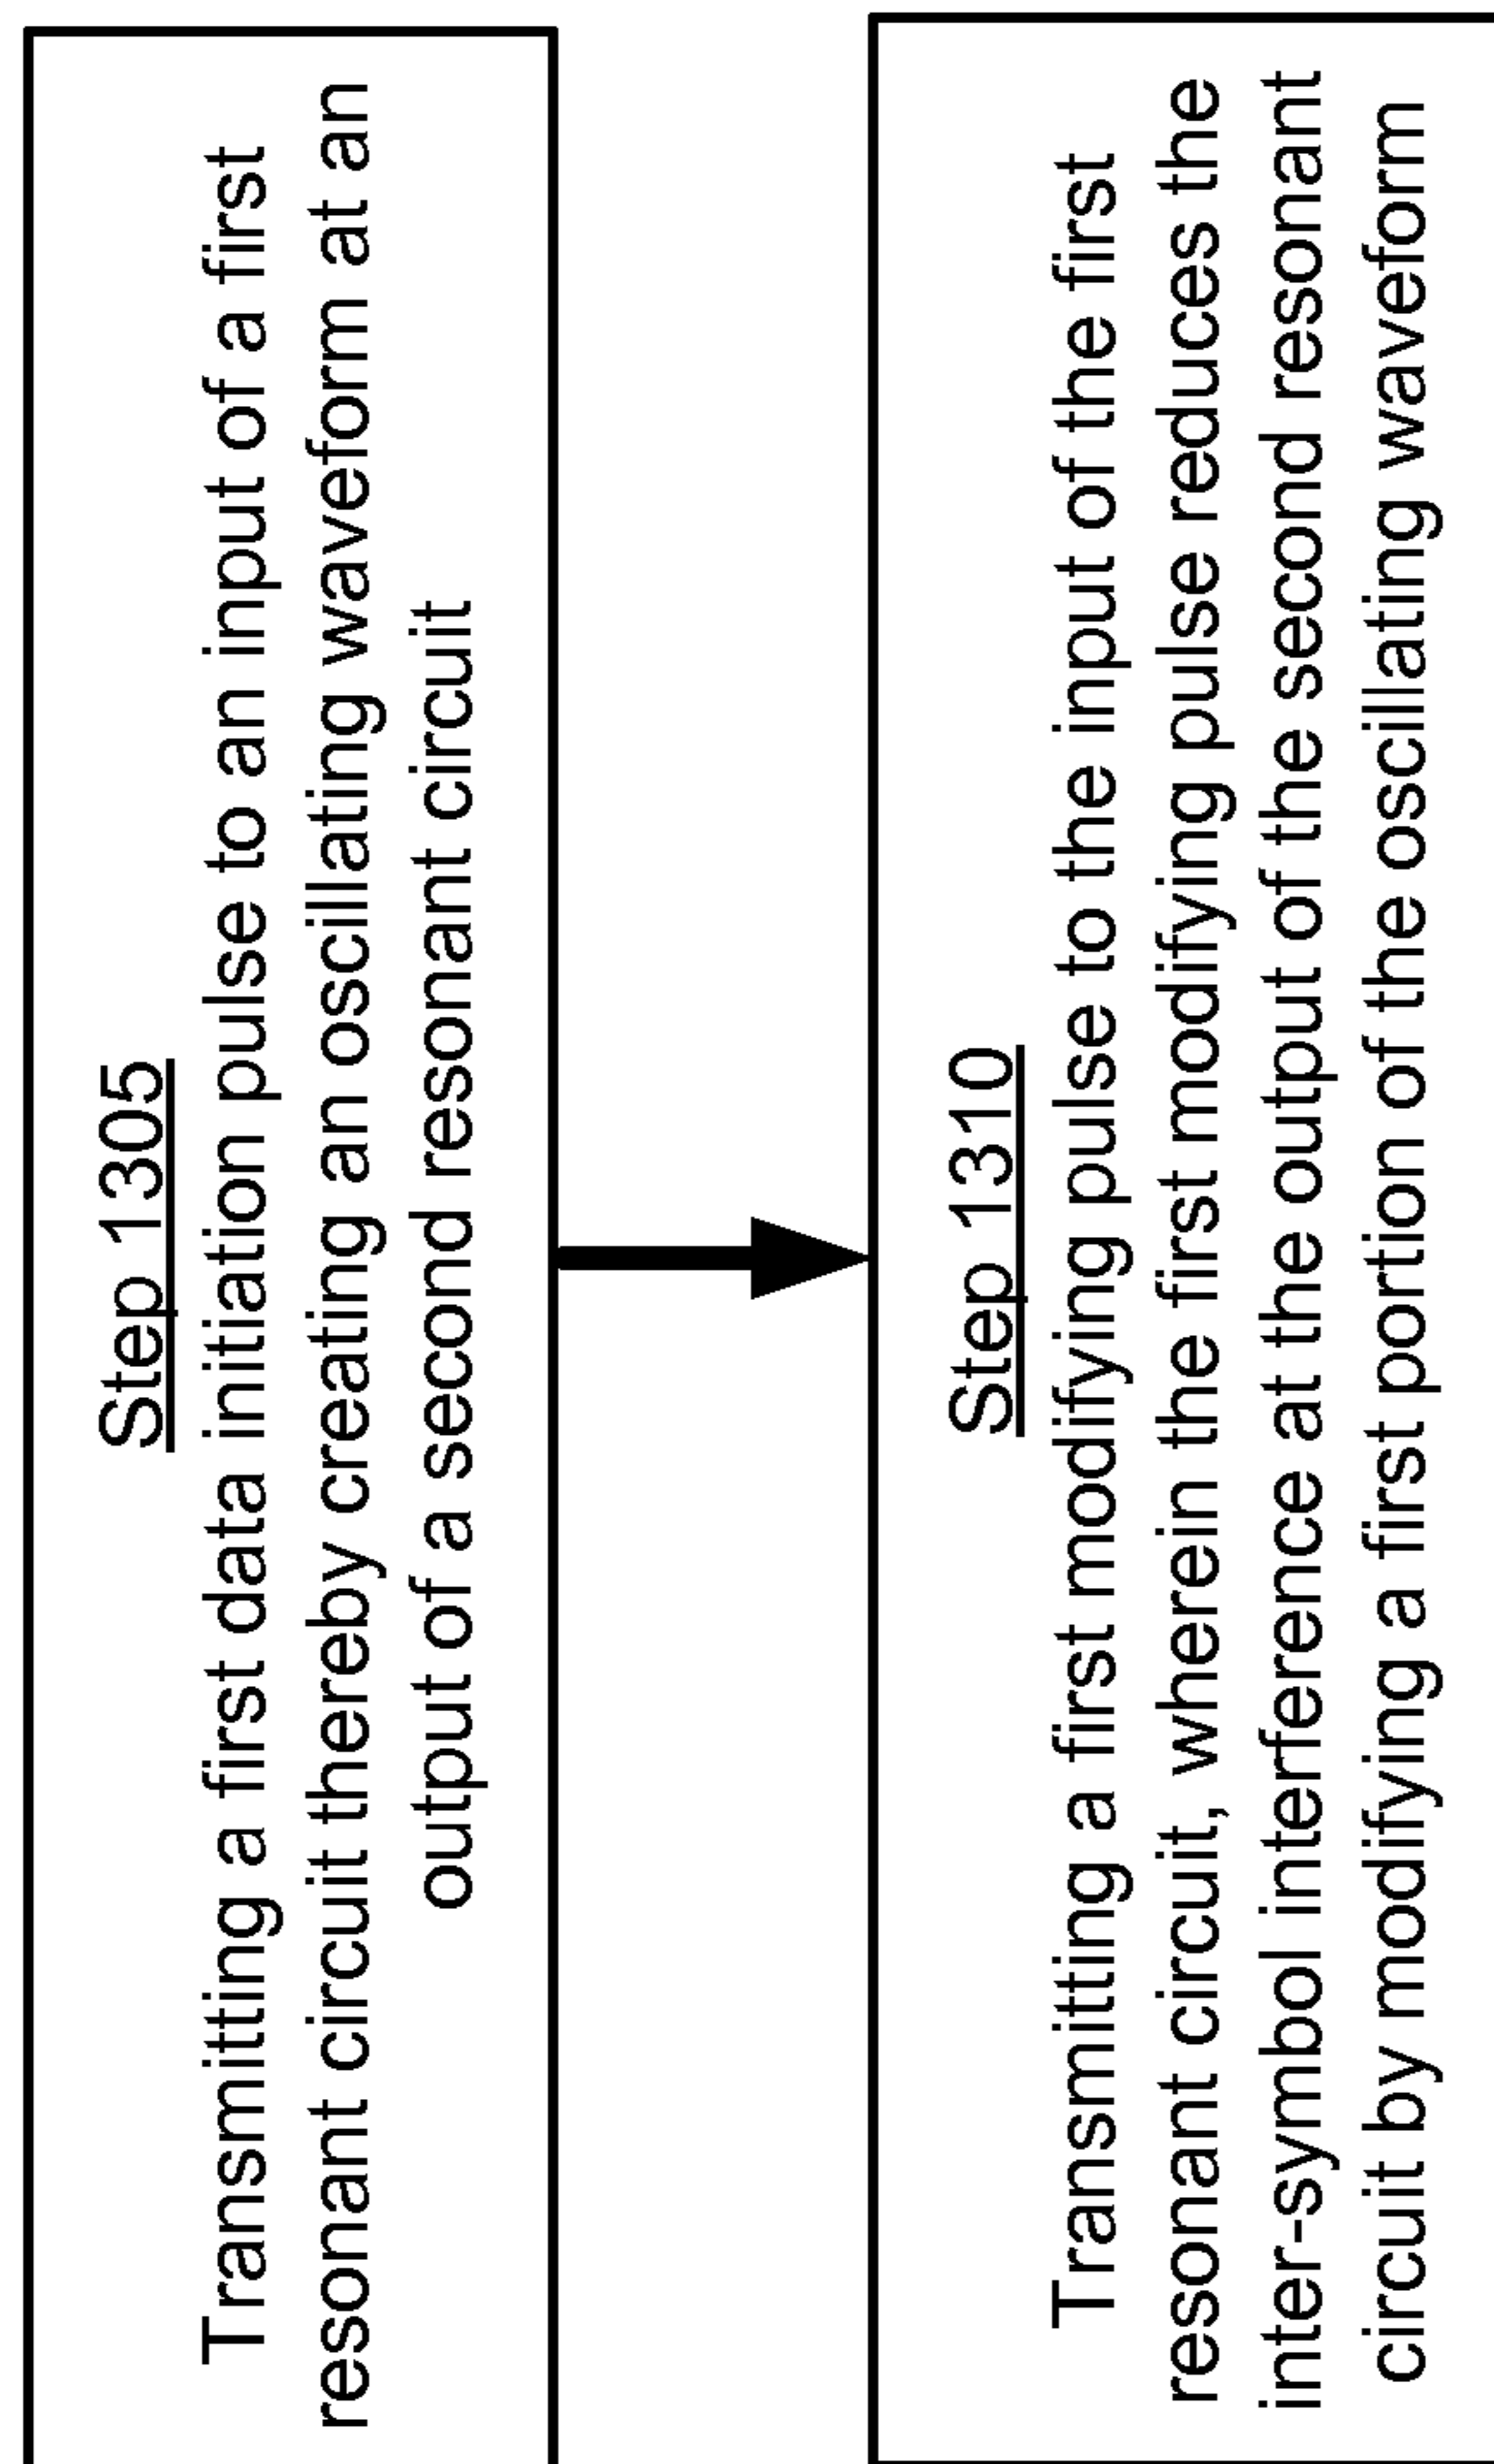 Step 1305
Transmitting a first data initiation pulse to an input of a first
resonant circuit thereby creating an oscillating waveform at an
output of a second resonant circuit
Step 1310
Transmitting a first modifying pulse to the input of the first
resonant circuit, wherein the first modifying pulse reduces the
inter-symbol interference at the output of the second resonant
circuit by modifying a first portion of the oscillating waveform